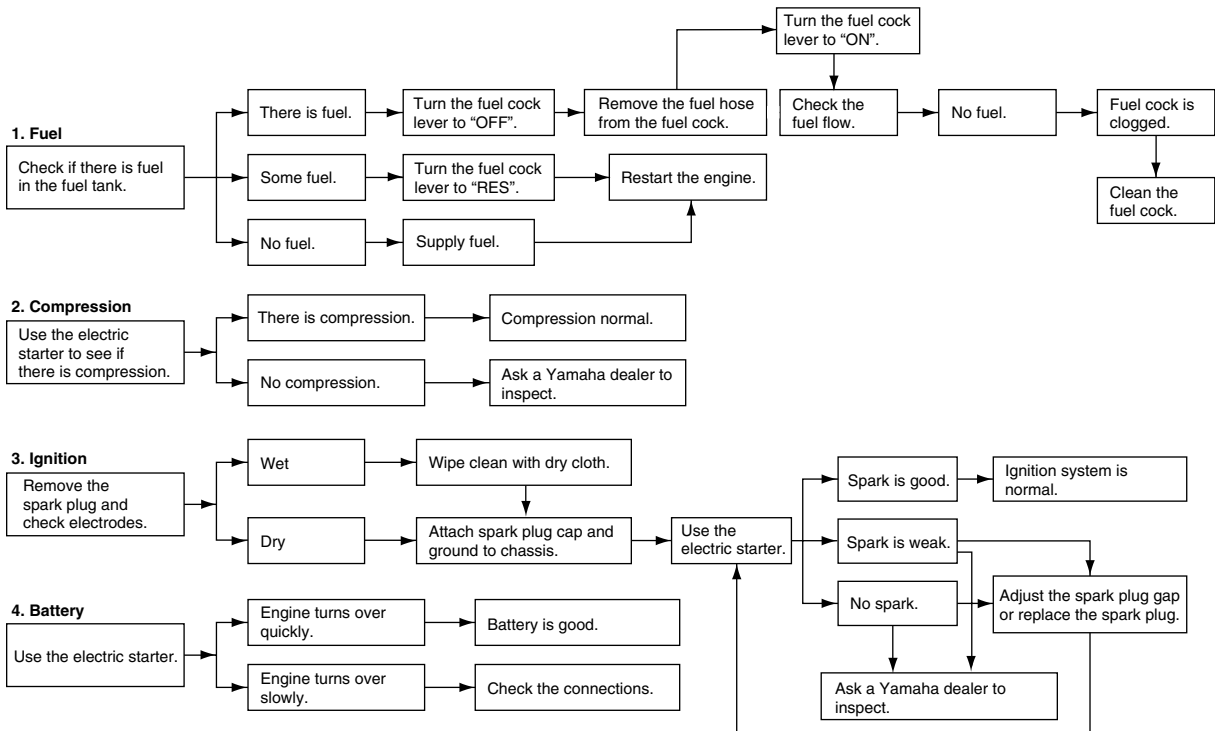 1. Fuel
Check if there is fuel
in the fuel tank.
There is fuel.
Turn the fuel cock
lever to “OFF”.
Remove the fuel hose
from the fuel cock.
Turn the fuel cock
lever to “ON”.
Check the
fuel flow.
No fuel.
Fuel cock is
clogged.
Clean the
fuel cock.
Some fuel.
Turn the fuel cock
lever to “RES”.
Restart the engine.
No fuel.
Supply fuel.
2. Compression
Use the electric
starter to see if
there is compression.
There is compression.
Compression normal.
No compression.
Ask a Yamaha dealer to
inspect.
3. Ignition
Remove the
spark plug and
check electrodes.
Wet
Wipe clean with dry cloth.
Dry
Attach spark plug cap and
ground to chassis.
Use the
electric starter.
Spark is good.
Ignition system is
normal.
Spark is weak.
No spark.
Adjust the spark plug gap
or replace the spark plug.
Ask a Yamaha dealer to
inspect.
4. Battery
Use the electric starter.
Engine turns over
quickly.
Battery is good.
Engine turns over
slowly.
Check the connections.